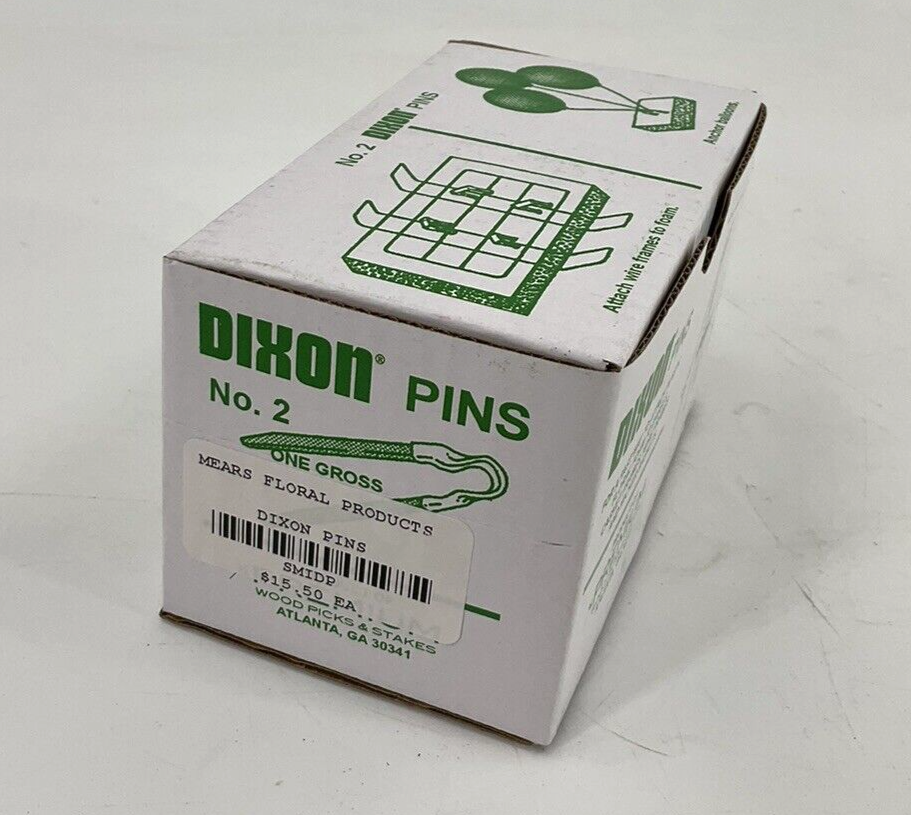 No. 2 DIXON PINS
Anchor balloons.
Attach wire frames to foam.
DIXON® PINS
No. 2
ONE GROSS
MEARS FLORAL PRODUCTS
DIXON PINS
SMIDP
$15.50 EA
WOOD PICKS & STAKES
ATLANTA, GA 30341
DIXON